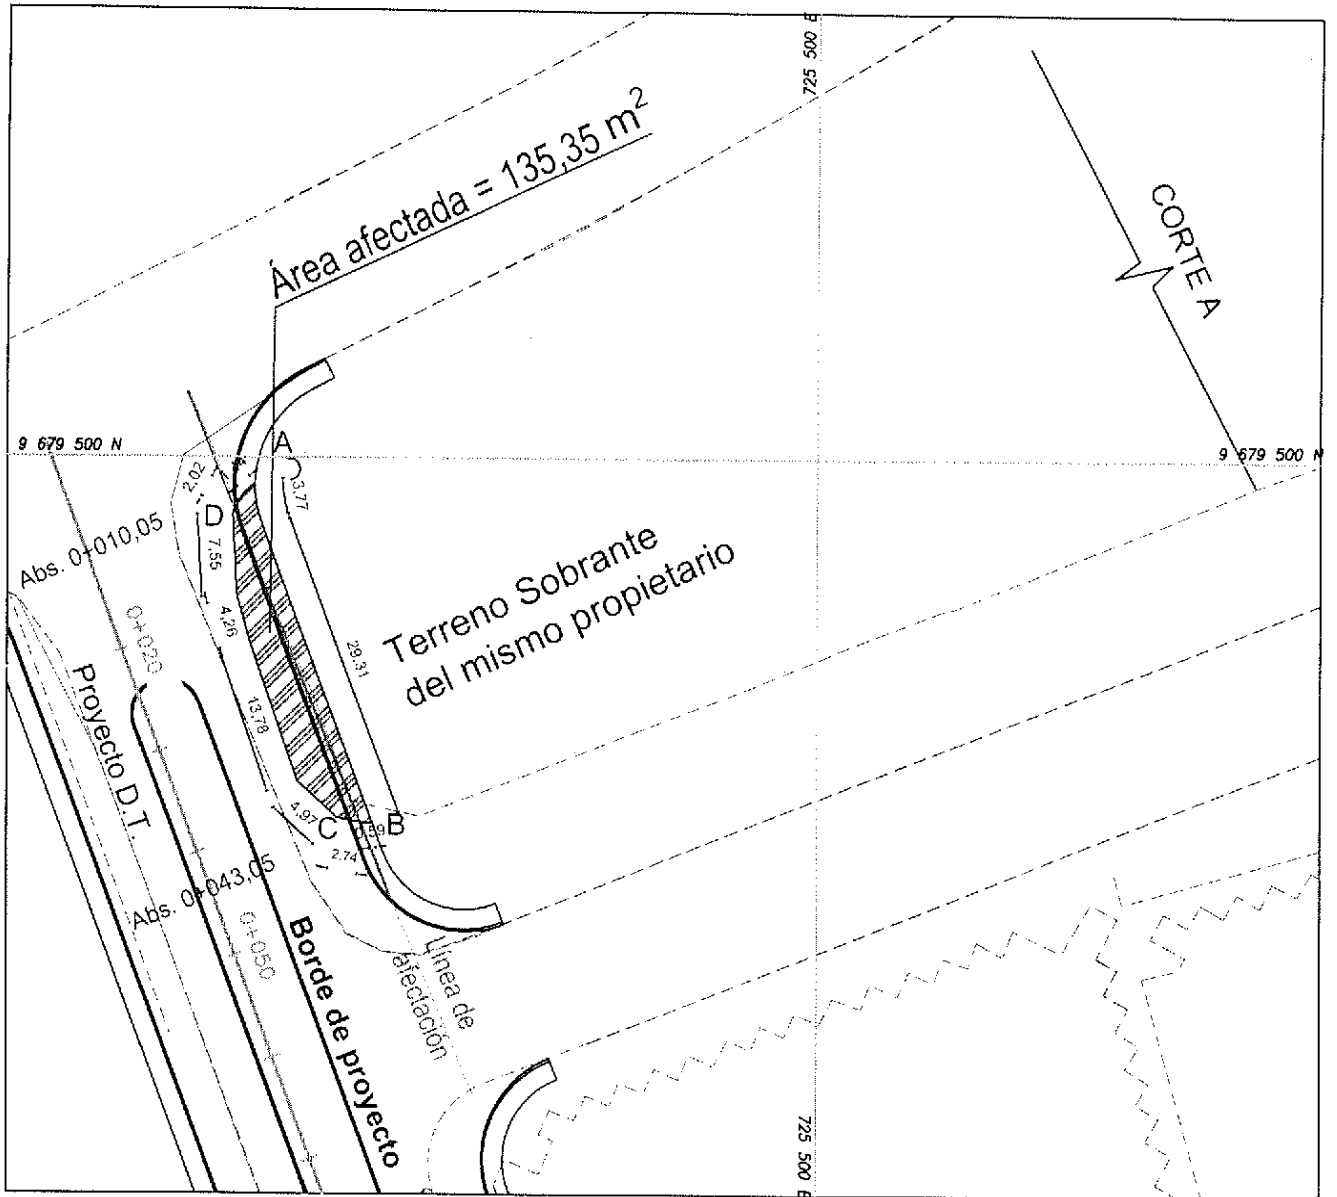 725 500 E
Área afectada = 135,35 m²
CORTE A
9 679 500 N
9 679 500 N
A
2,02
3,77
D
7,55
Abs. 0+010,05
4,26
Terreno Sobrante
del mismo propietario
29,31
0+020
Proyecto D.T.
13,78
4,97
C
0,59
B
2,74
Abs. 0+043,05
0+050
Borde de proyecto
Línea de
afectación
725 500 E